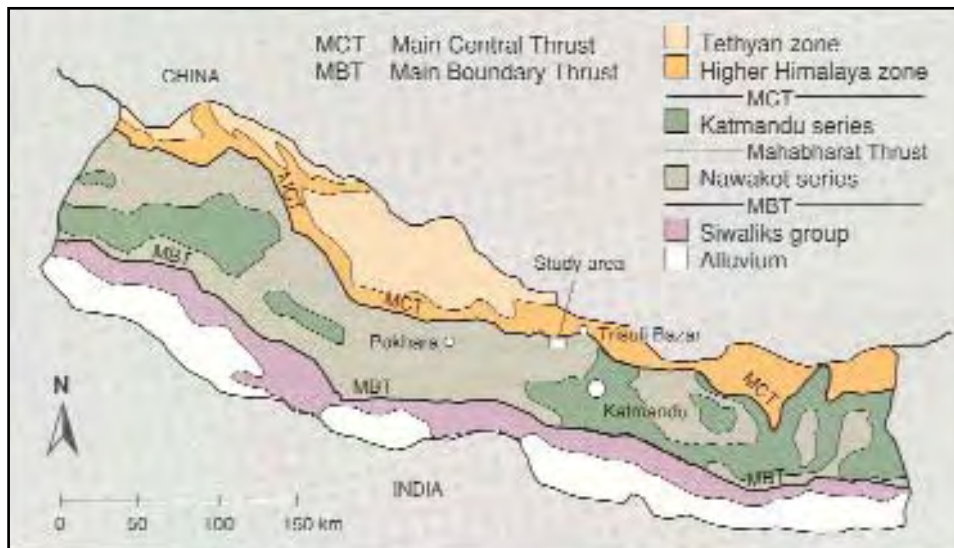 MCT Main Central Thrust
MBT Main Boundary Thrust
CHINA
Tethyan zone
Higher Himalaya zone
MCT
Katmandu series
Mahabharat Thrust
Nawakot series
MBT
Siwaliks group
Alluvium
MCT
MBT
Study area
MCT
Trisuli Bazar
Pokhara
MBT
MCT
Katmandu
MBT
N
INDIA
0 50 100 150 km